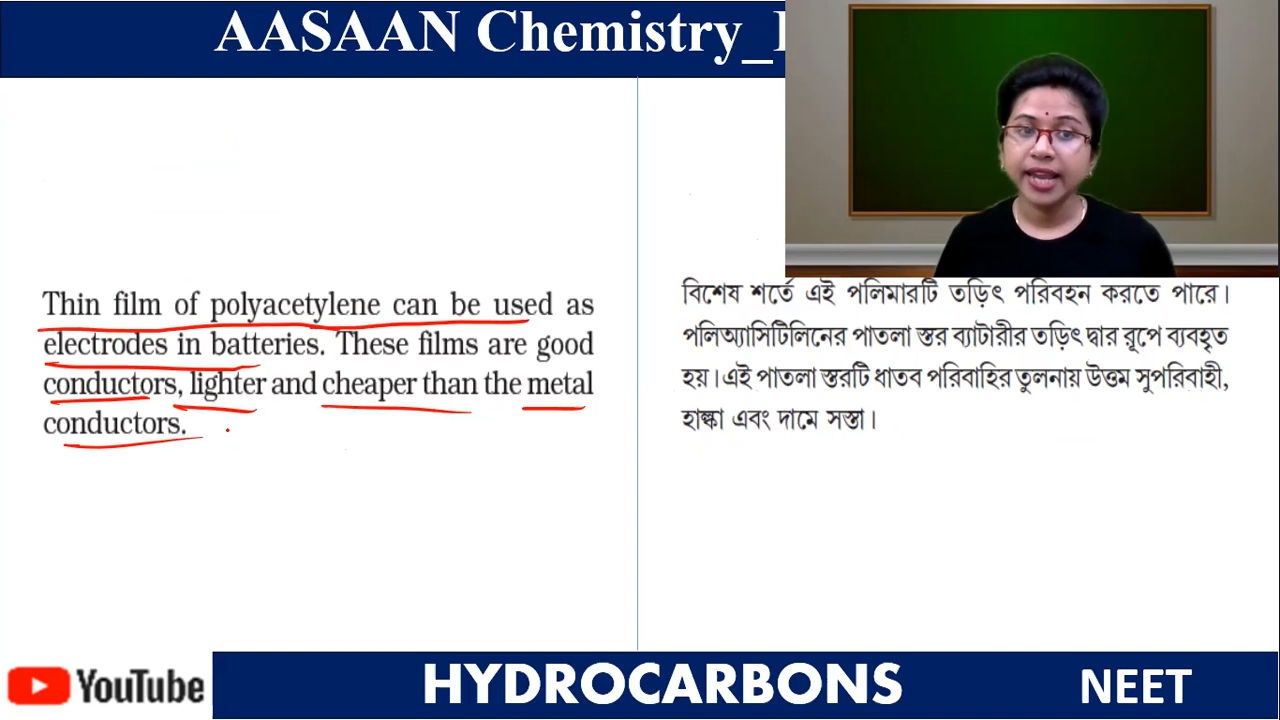 AASAAN Chemistry_
Thin film of polyacetylene can be used as
electrodes in batteries. These films are good
conductors, lighter and cheaper than the metal
conductors.
বিশেষ শর্তে এই পলিমারটি তড়িৎ পরিবহন করতে পারে।
পলিঅ্যাসিটিলিনের পাতলা স্তর ব্যাটারীর তড়িৎ দ্বার রূপে ব্যবহৃত
হয়। এই পাতলা স্তরটি ধাতব পরিবাহির তুলনায় উত্তম সুপরিবাহী,
হাল্কা এবং দামে সস্তা।
YouTube
HYDROCARBONS
NEET